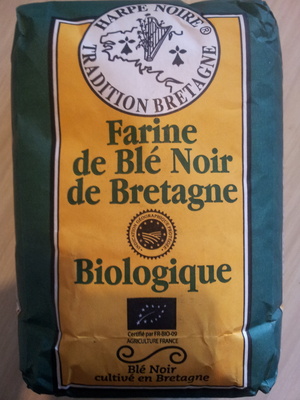 HARPE NOIRE
TRADITION BRETAGNE
Farine
de Blé Noir
de Bretagne
Biologique
Certifié par FR-BIO-09
AGRICULTURE FRANCE
Blé Noir
cultivé en Bretagne